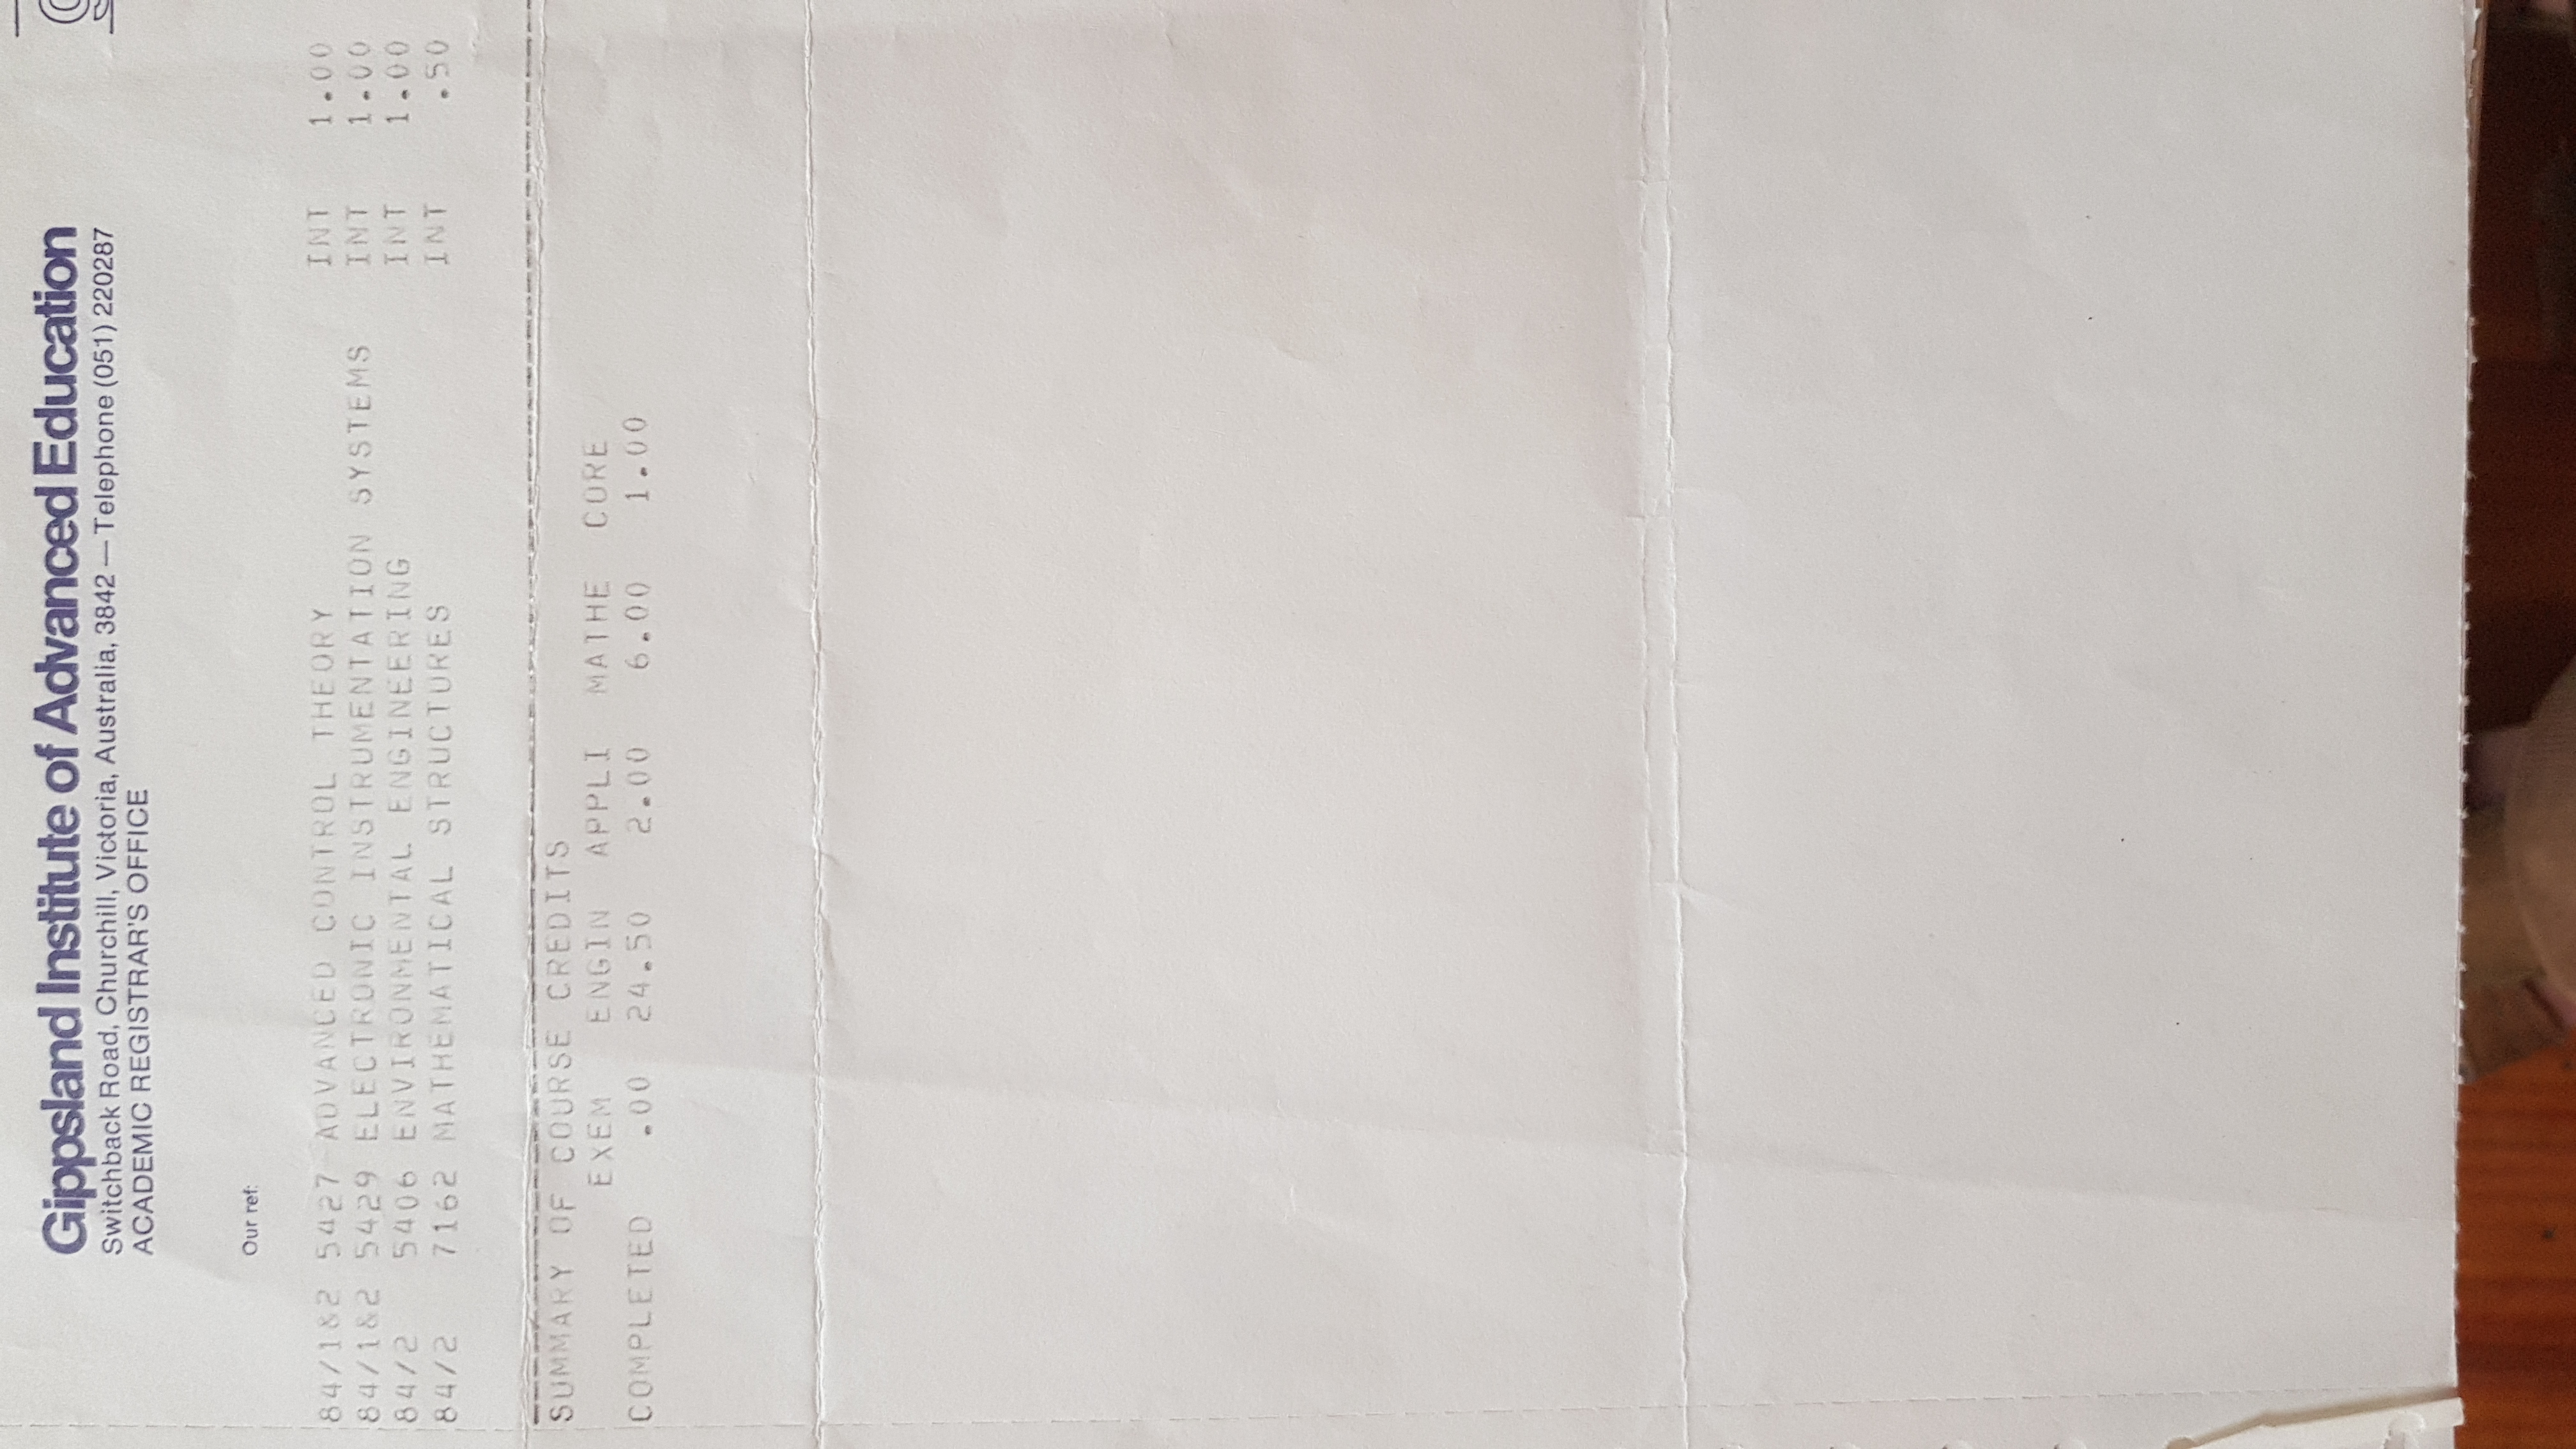 Gippsland Institute of Advanced Education
Switchback Road, Churchill, Victoria, Australia, 3842 — Telephone (051) 220287
ACADEMIC REGISTRAR'S OFFICE
Our ref:
84/1&2 5427 ADVANCED CONTROL THEORY INT 1.00
84/1&2 5429 ELECTRONIC INSTRUMENTATION SYSTEMS INT 1.00
84/2 5406 ENVIRONMENTAL ENGINEERING INT 1.00
84/2 7162 MATHEMATICAL STRUCTURES INT .50
SUMMARY OF COURSE CREDITS
EXEM ENGIN APPLI MATHE CORE
COMPLETED .00 24.50 2.00 6.00 1.00